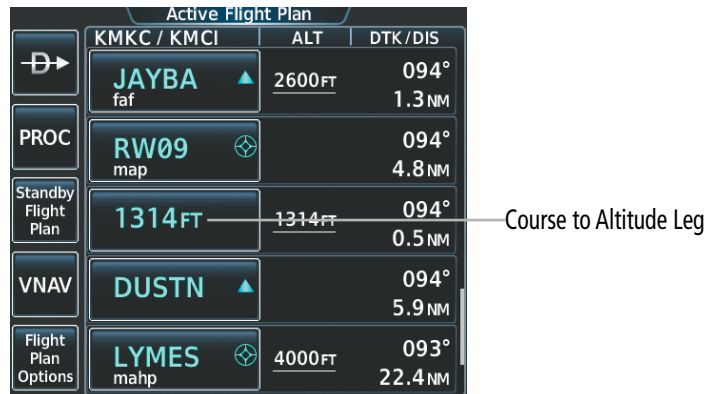 Active Flight Plan
KMKC / KMCI ALT DTK/DIS
D
JAYBA
faf
2600FT
094°
1.3NM
PROC
RW09
map
094°
4.8NM
Standby
Flight
Plan
1314FT
1314FT
094°
0.5NM
Course to Altitude Leg
VNAV
DUSTN
094°
5.9NM
Flight
Plan
Options
LYMES
mahp
4000FT
093°
22.4NM